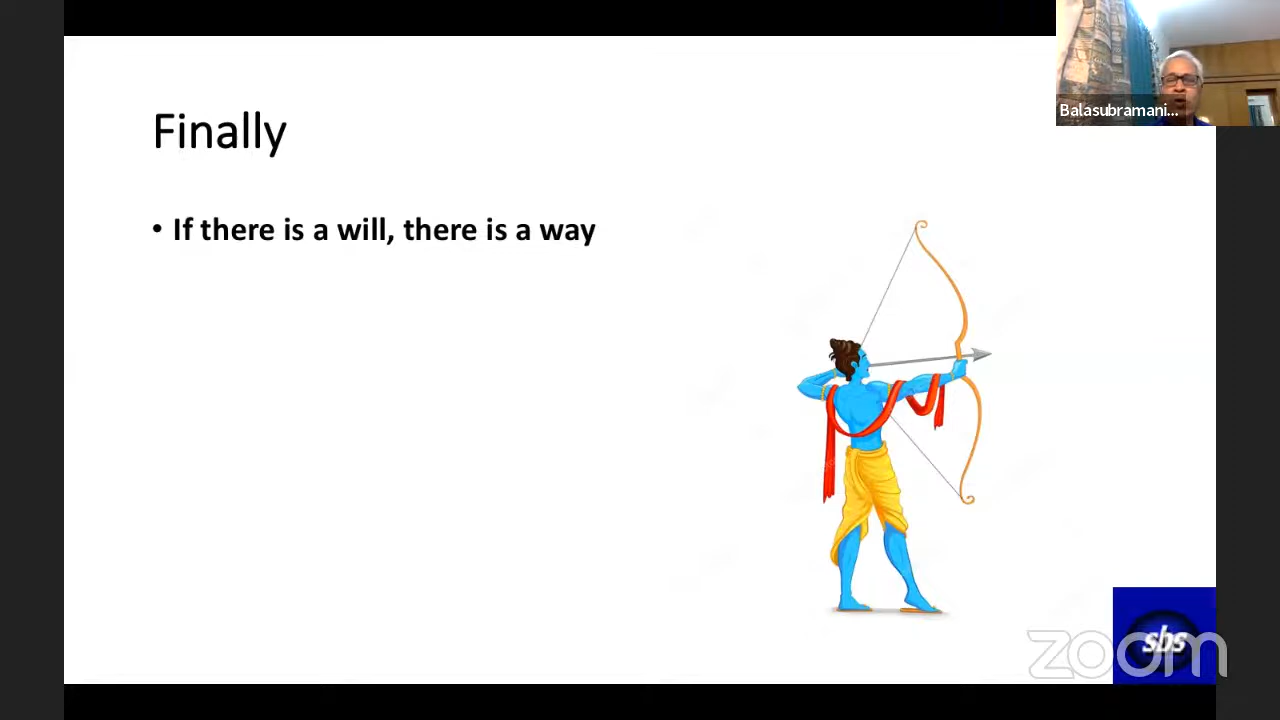 Balasubramani...
Finally
• If there is a will, there is a way
sbs
zoom